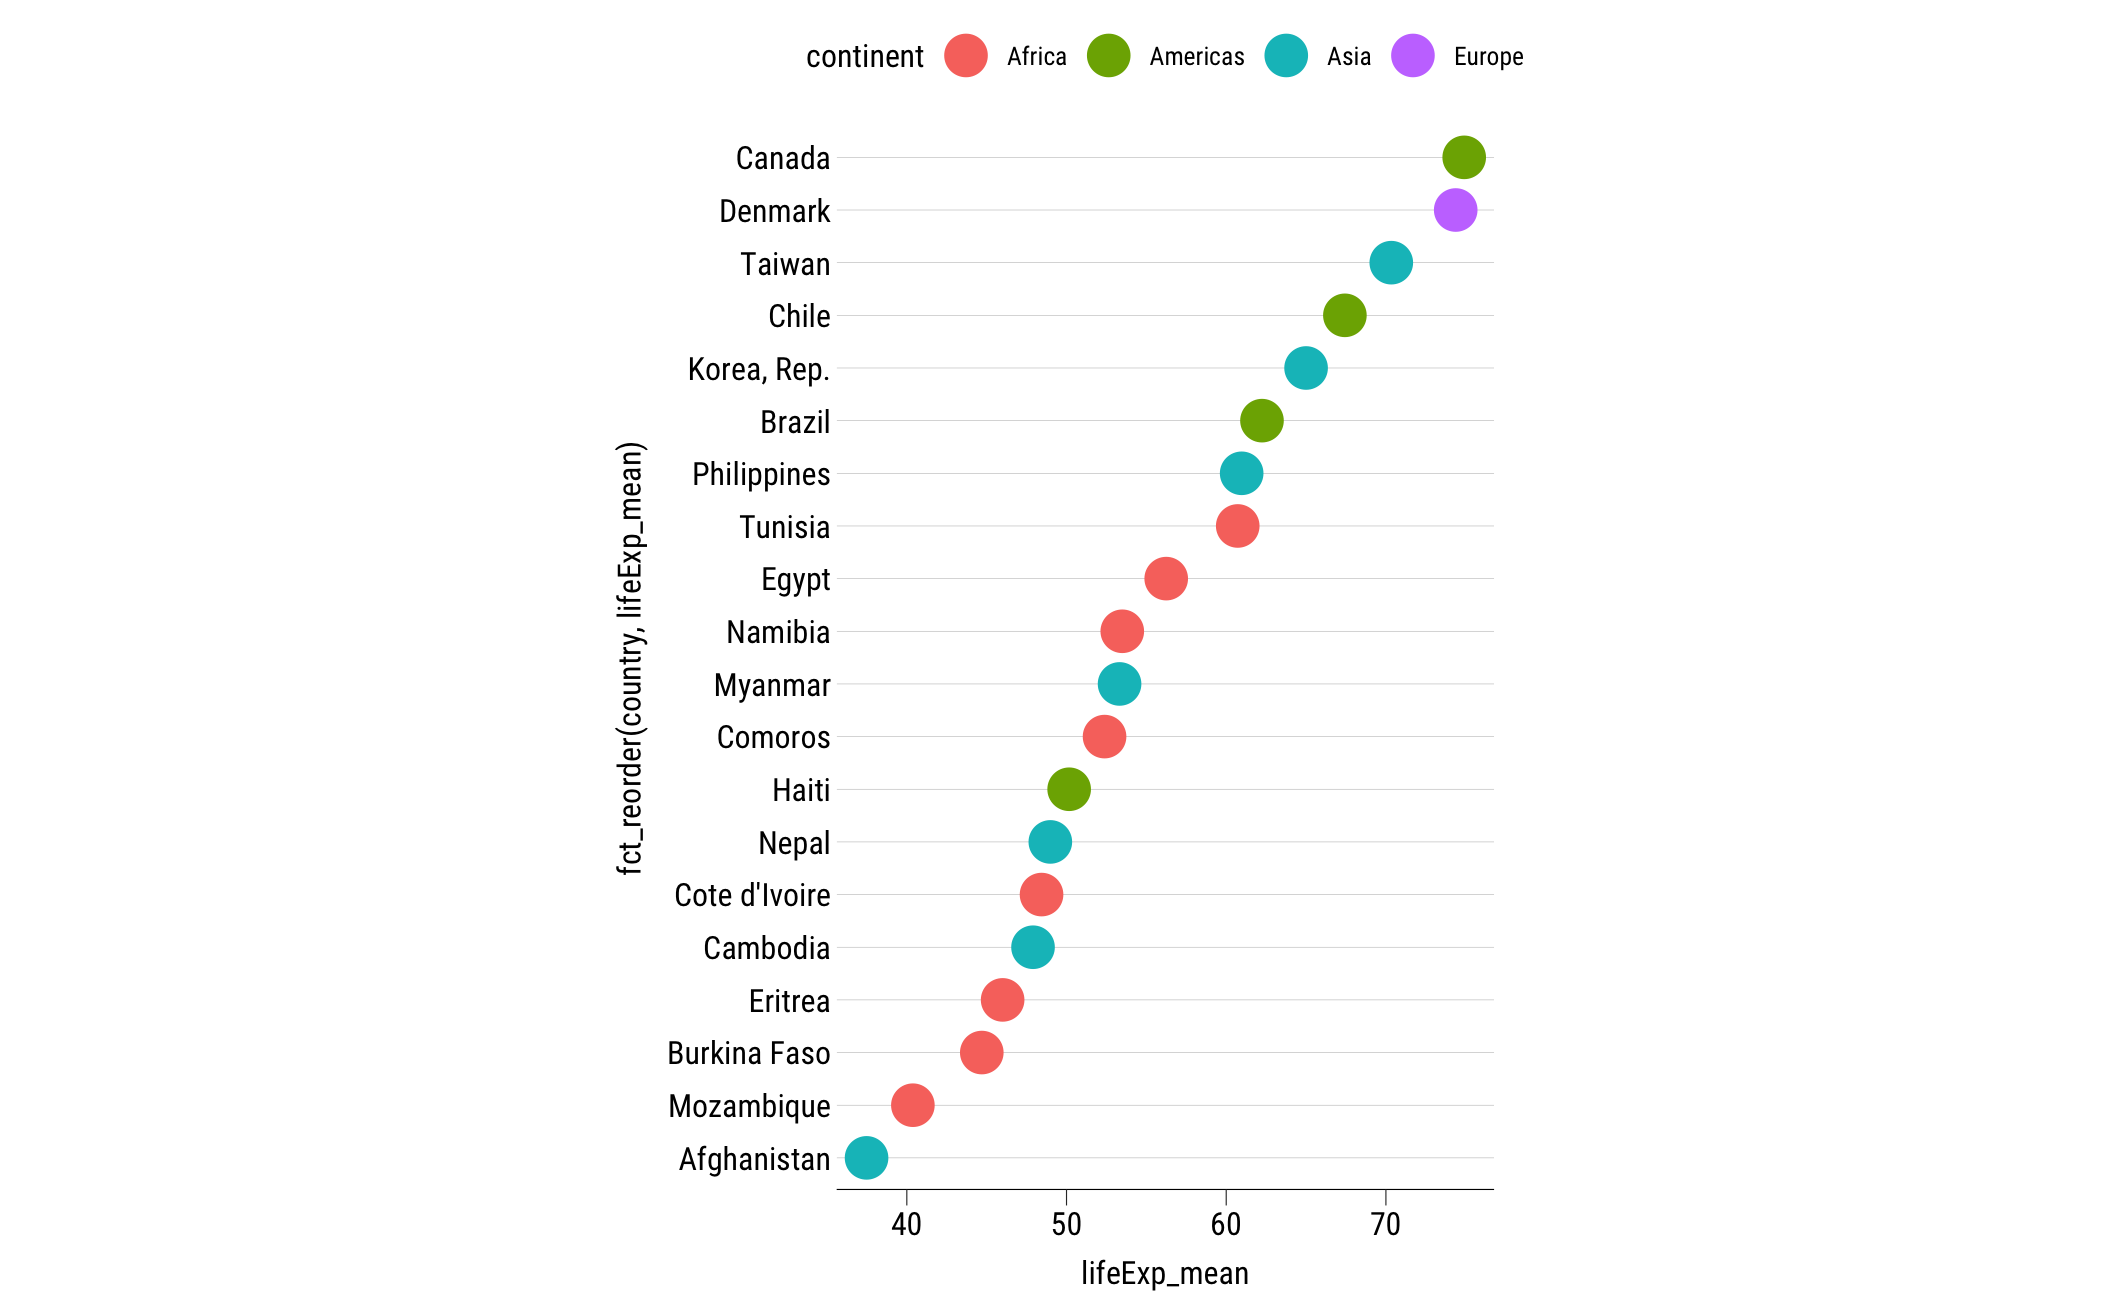 continent Africa Americas Asia Europe
Canada
Denmark
Taiwan
Chile
Korea, Rep.
Brazil
Philippines
Tunisia
Egypt
Namibia
Myanmar
Comoros
Haiti
Nepal
Cote d'Ivoire
Cambodia
Eritrea
Burkina Faso
Mozambique
Afghanistan
fct_reorder(country, lifeExp_mean)
40 50 60 70
lifeExp_mean